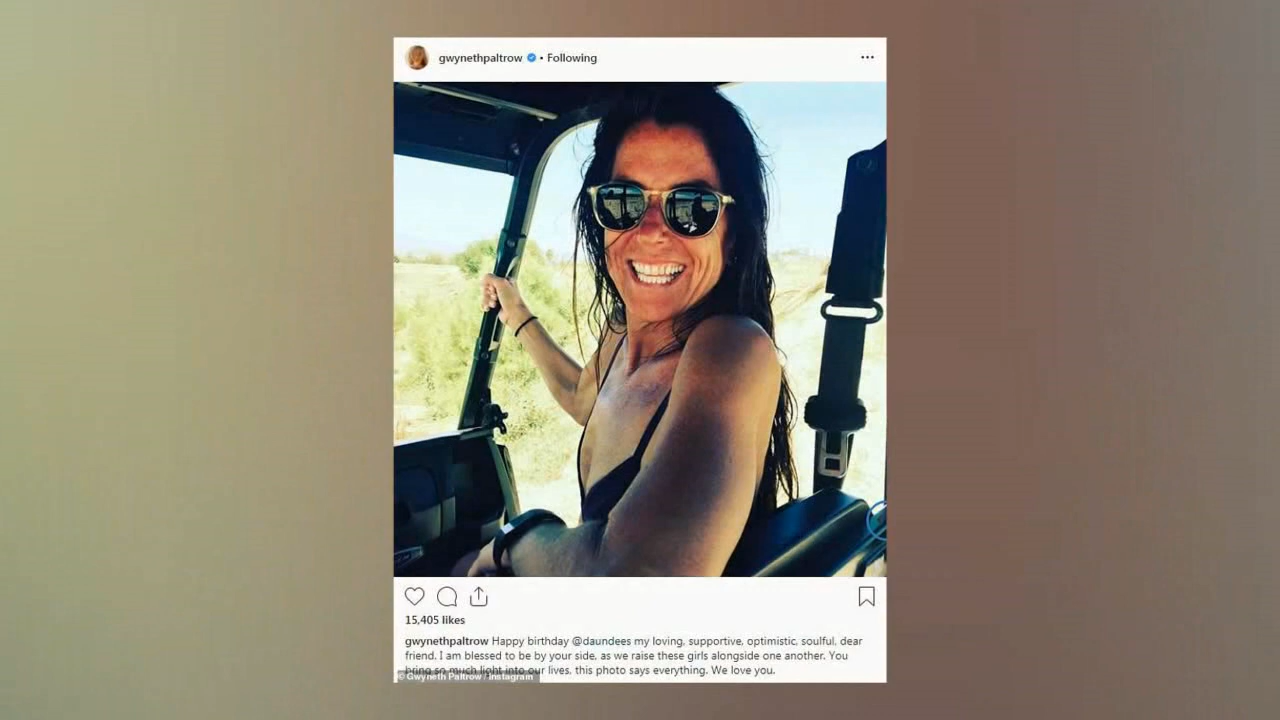 gwynethpaltrow • Following
15,405 likes
gwynethpaltrow Happy birthday @daundees my loving, supportive, optimistic, soulful, dear
friend. I am blessed to be by your side, as we raise these girls alongside one another. You
bring so much light into our lives, this photo says everything. We love you.
© Gwyneth Paltrow / Instagram